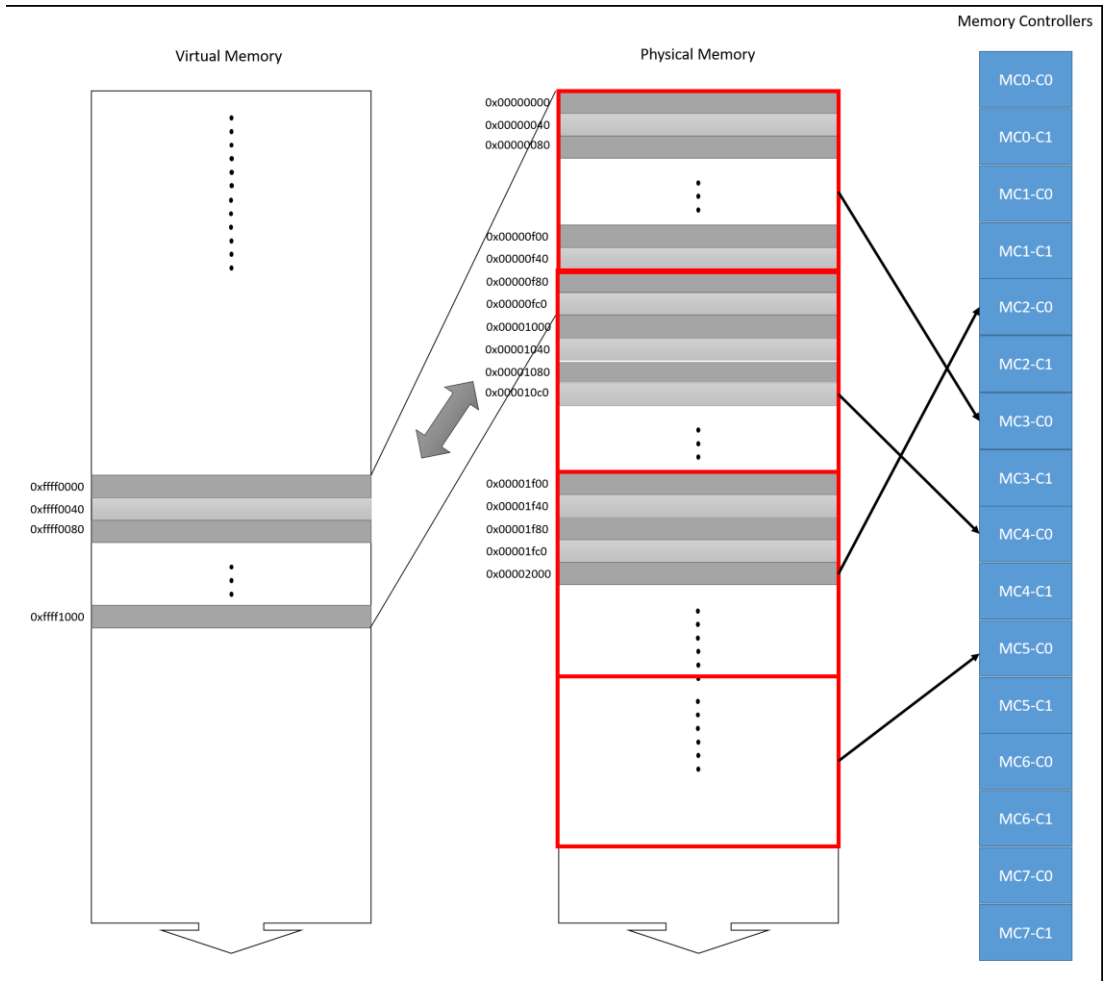 Memory Controllers
Virtual Memory
Physical Memory
0xffff0000
0xffff0040
0xffff0080
0xffff1000
0x00000000
0x00000040
0x00000080
0x00000f00
0x00000f40
0x00000f80
0x00000fc0
0x00001000
0x00001040
0x00001080
0x000010c0
0x00001f00
0x00001f40
0x00001f80
0x00001fc0
0x00002000
MC0-C0
MC0-C1
MC1-C0
MC1-C1
MC2-C0
MC2-C1
MC3-C0
MC3-C1
MC4-C0
MC4-C1
MC5-C0
MC5-C1
MC6-C0
MC6-C1
MC7-C0
MC7-C1